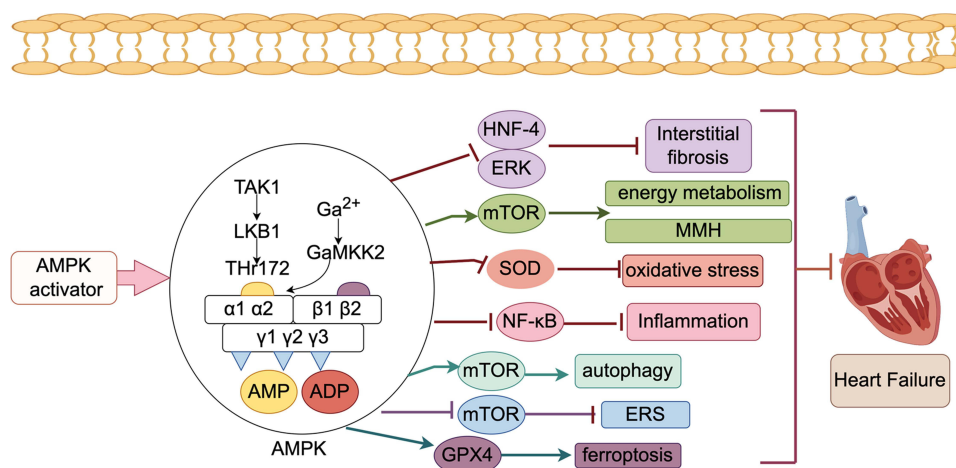 HNF-4
ERK
Interstitial
fibrosis
TAK1
LKB1
THr172
Ga2+
GaMKK2
α1 α2
β1 β2
γ1 γ2 γ3
AMP
ADP
AMPK
AMPK
activator
mTOR
energy metabolism
MMH
SOD
oxidative stress
NF-κB
Inflammation
mTOR
autophagy
mTOR
ERS
GPX4
ferroptosis
Heart Failure